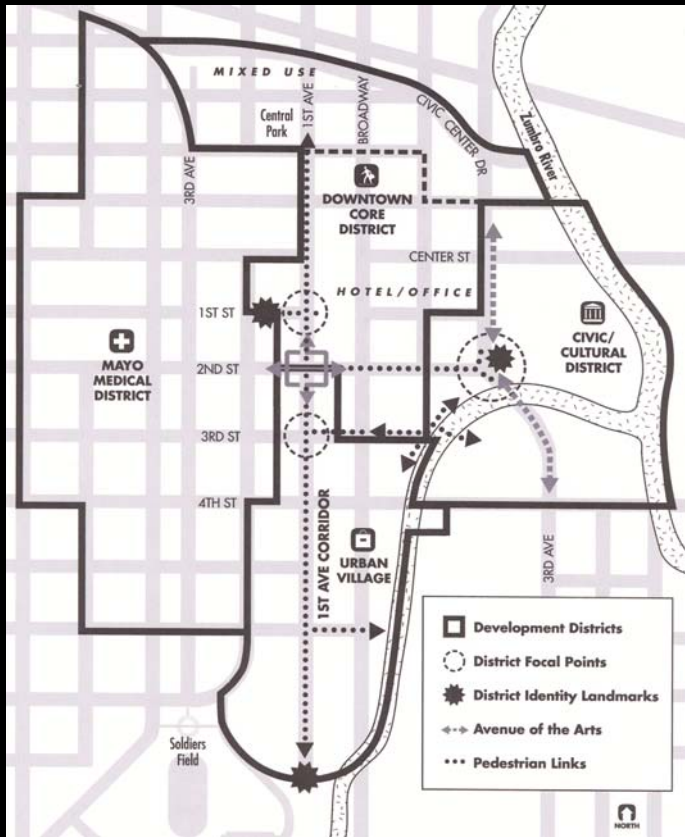 MIXED USE
Central
Park
1ST AVE
BROADWAY
CIVIC CENTER DR
Zumbro River
3RD AVE
DOWNTOWN
CORE
DISTRICT
CENTER ST
HOTEL/OFFICE
1ST ST
CIVIC/
CULTURAL
DISTRICT
MAYO
MEDICAL
DISTRICT
2ND ST
3RD ST
4TH ST
1ST AVE CORRIDOR
URBAN
VILLAGE
3RD AVE
Development Districts
District Focal Points
District Identity Landmarks
Avenue of the Arts
Pedestrian Links
Soldiers
Field
NORTH